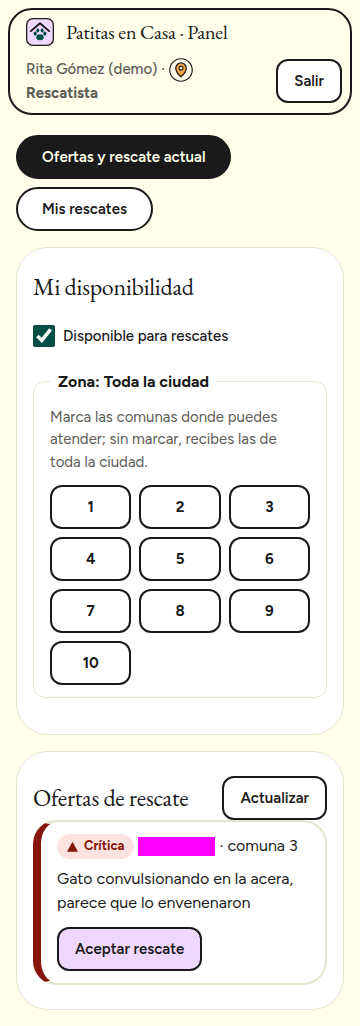 Patitas en Casa · Panel
Rita Gómez (demo) ·
Rescatista
Salir
Ofertas y rescate actual
Mis rescates
Mi disponibilidad
Disponible para rescates
Zona: Toda la ciudad
Marca las comunas donde puedes
atender; sin marcar, recibes las de
toda la ciudad.
1 2 3
4 5 6
7 8 9
10
Ofertas de rescate
Actualizar
Crítica · comuna 3
Gato convulsionando en la acera,
parece que lo envenenaron
Aceptar rescate